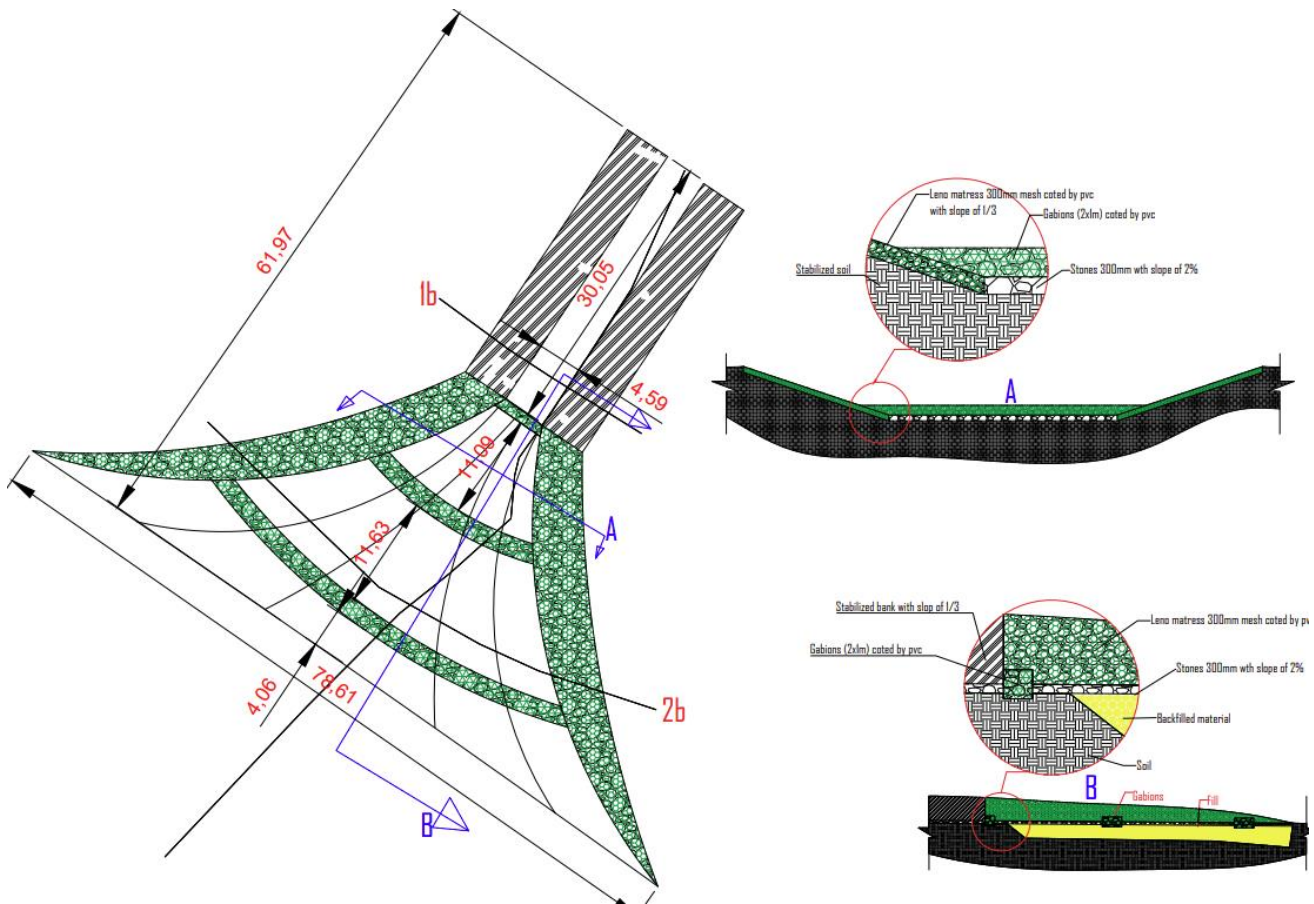 61,97
1b
30,05
4,59
11,09
A
11,63
4,06
78,61
2b
B
Leno matress 300mm mesh coted by pvc
with slope of 1/3
Gabions (2x1m) coted by pvc
Stabilized soil
Stones 300mm wth slope of 2%
A
Stabilized bank with slop of 1/3
Leno matress 300mm mesh coted by pv
Gabions (2x1m) coted by pvc
Stones 300mm wth slope of 2%
Backfilled material
Soil
B
Gabions
Fill